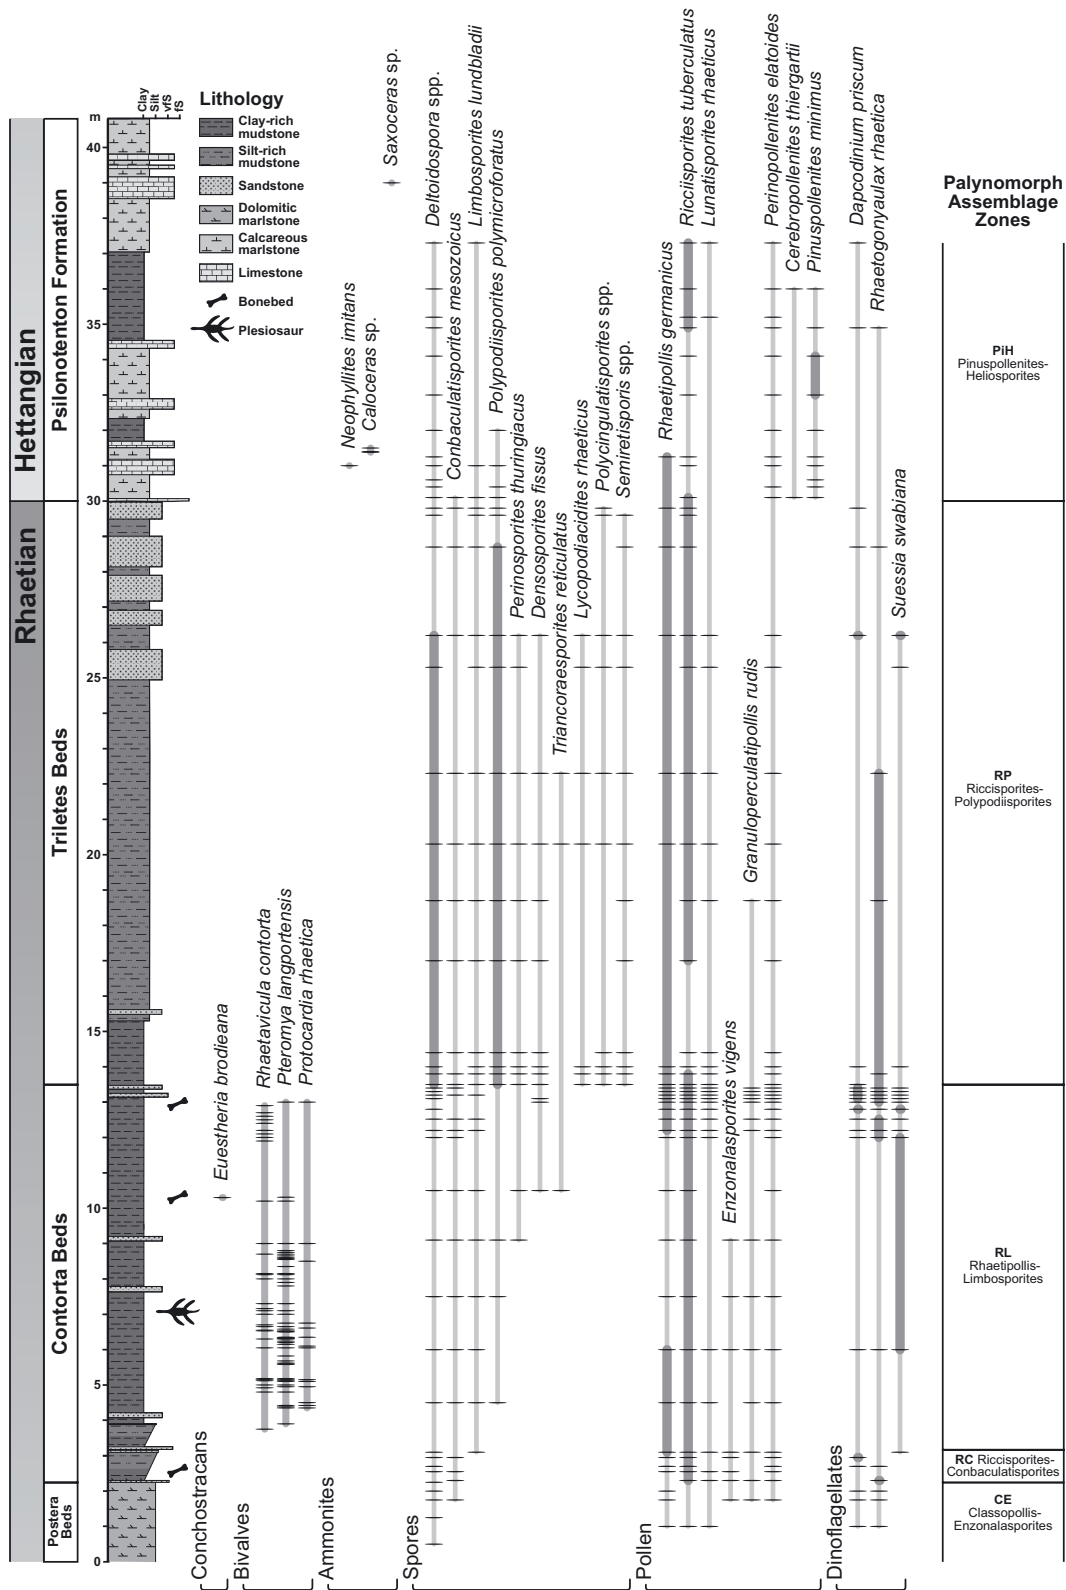 m
Clay
Silt
vfS
fS
40
35
30
25
20
15
10
5
0
Hettangian
Rhaetian
Psilonotenton Formation
Triletes Beds
Contorta Beds
Postera
Beds
Lithology
Clay-rich
mudstone
Silt-rich
mudstone
Sandstone
Dolomitic
marlstone
Calcareous
marlstone
Limestone
Bonebed
Plesiosaur
Conchostracans
Euestheria brodieana
Bivalves
Rhaetavicula contorta
Pteromya langportensis
Protocardia rhaetica
Ammonites
Neophyllites imitans
Caloceras sp.
Saxoceras sp.
Spores
Deltoidospora spp.
Conbaculatisporites mesozoicus
Limbosporites lundbladii
Polypodiisporites polymicroforatus
Perinosporites thuringiacus
Densosporites fissus
Triancoraesporites reticulatus
Lycopodiacidites rhaeticus
Polycingulatisporites spp.
Semiretisporis spp.
Pollen
Rhaetipollis germanicus
Ricciisporites tuberculatus
Lunatisporites rhaeticus
Enzonalasporites vigens
Granuloperculatipollis rudis
Perinopollenites elatoides
Cerebropollenites thiergartii
Pinuspollenites minimus
Dinoflagellates
Dapcodinium priscum
Rhaetogonyaulax rhaetica
Suessia swabiana
Palynomorph
Assemblage
Zones
PiH
Pinuspollenites-
Heliosporites
RP
Riccisporites-
Polypodiisporites
RL
Rhaetipollis-
Limbosporites
RC Riccisporites-
Conbaculatisporites
CE
Classopollis-
Enzonalasporites